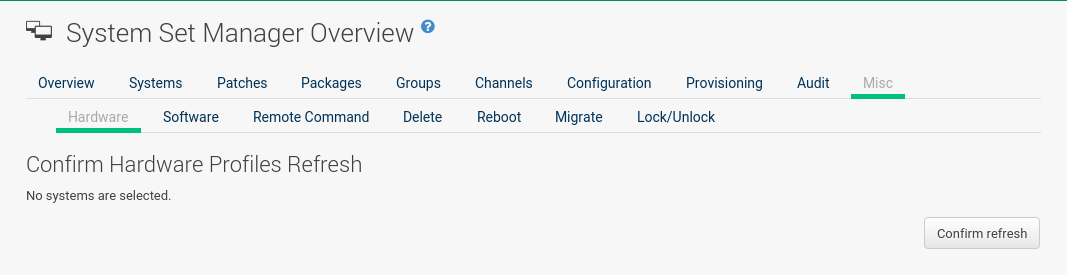 System Set Manager Overview ?
Overview Systems Patches Packages Groups Channels Configuration Provisioning Audit Misc
Hardware Software Remote Command Delete Reboot Migrate Lock/Unlock
Confirm Hardware Profiles Refresh
No systems are selected.
Confirm refresh